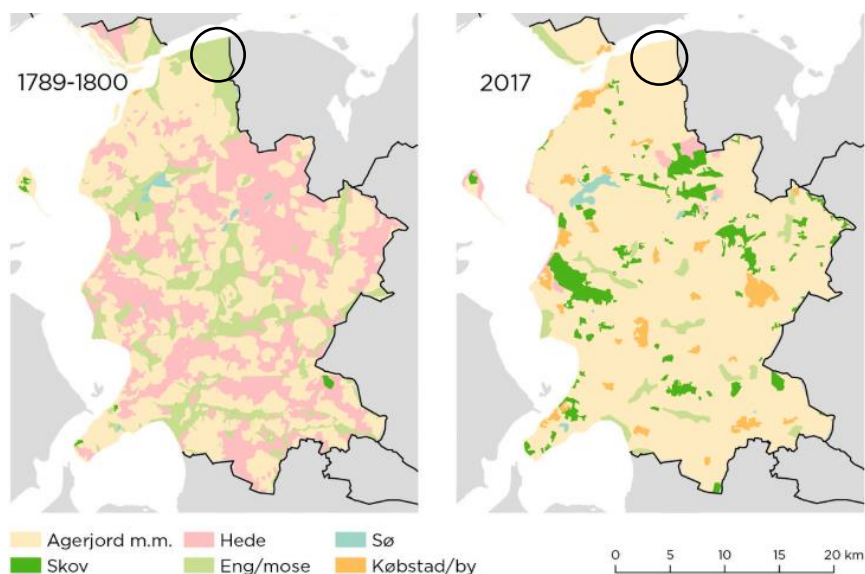 1789-1800
2017
Agerjord m.m. Hede Sø
Skov Eng/mose Købstad/by
0 5 10 15 20 km